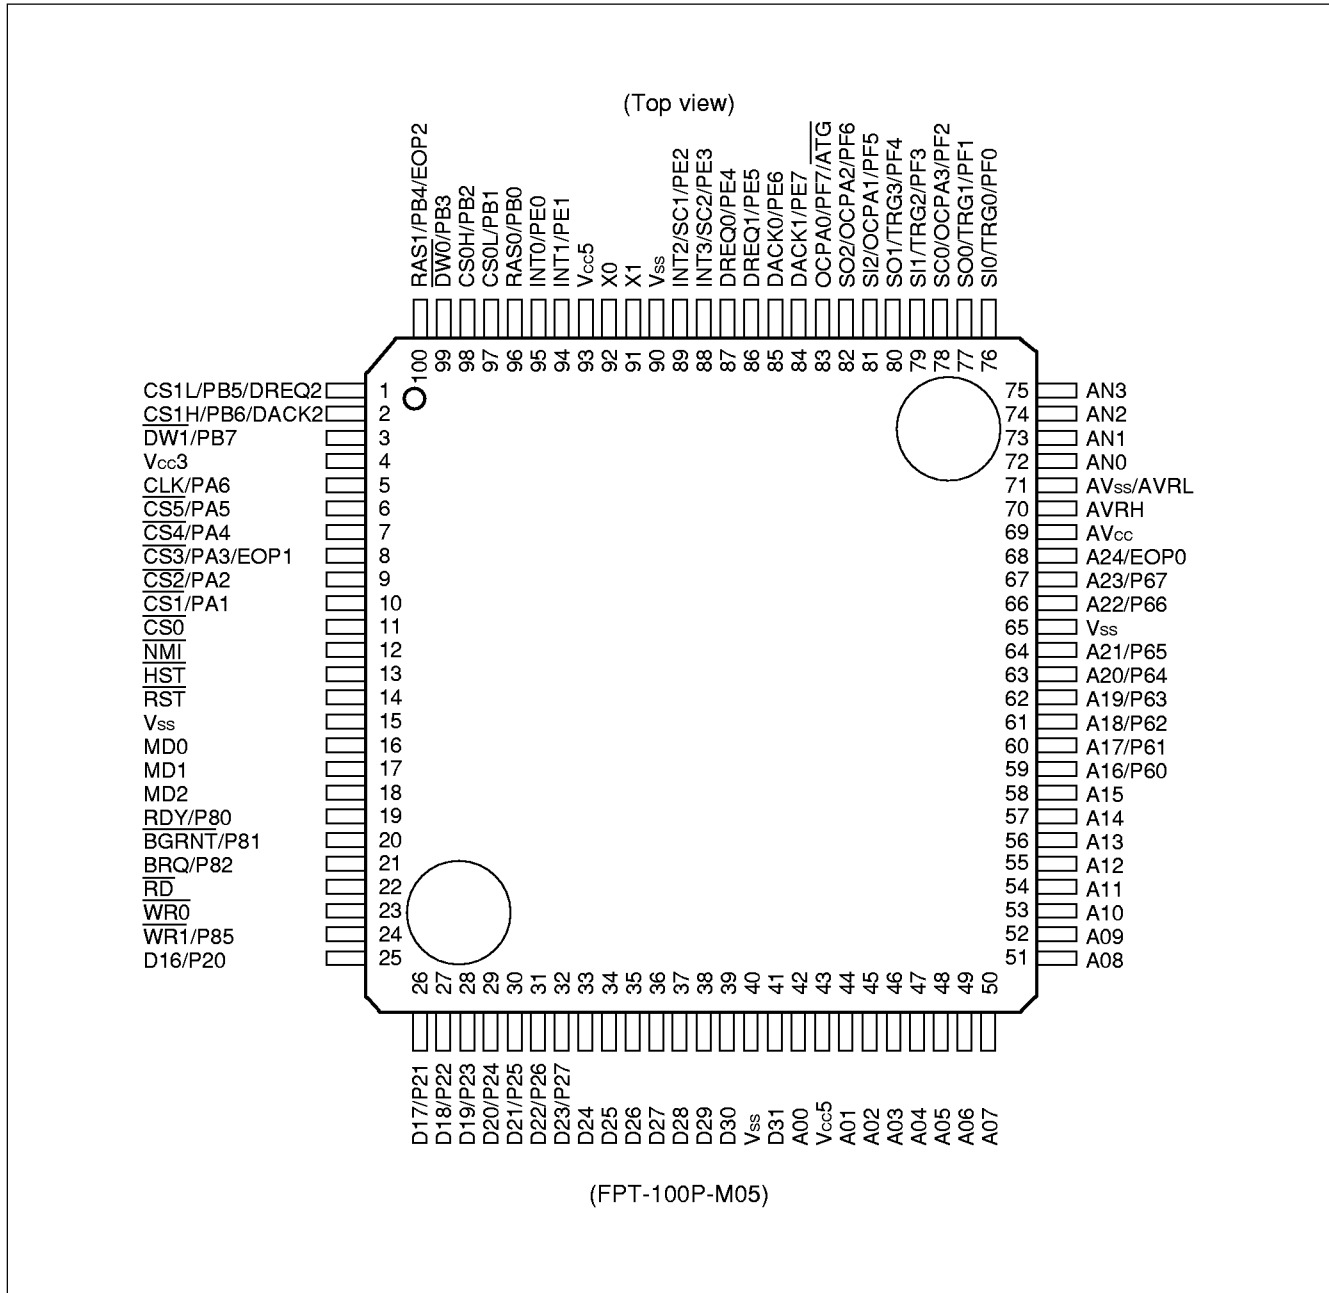 (Top view)
RAS1/PB4/EOP2
DW0/PB3
CS0H/PB2
CS0L/PB1
RAS0/PB0
INT0/PE0
INT1/PE1
Vcc5
X0
X1
Vss
INT2/SC1/PE2
INT3/SC2/PE3
DREQ0/PE4
DREQ1/PE5
DACK0/PE6
DACK1/PE7
OCPA0/PF7/ATG
SO2/OCPA2/PF6
SI2/OCPA1/PF5
SO1/TRG3/PF4
SI1/TRG2/PF3
SC0/OCPA3/PF2
SO0/TRG1/PF1
SI0/TRG0/PF0
100 99 98 97 96 95 94 93 92 91 90 89 88 87 86 85 84 83 82 81 80 79 78 77 76
CS1L/PB5/DREQ2 1
CS1H/PB6/DACK2 2
DW1/PB7 3
Vcc3 4
CLK/PA6 5
CS5/PA5 6
CS4/PA4 7
CS3/PA3/EOP1 8
CS2/PA2 9
CS1/PA1 10
CS0 11
NMI 12
HST 13
RST 14
Vss 15
MD0 16
MD1 17
MD2 18
RDY/P80 19
BGRNT/P81 20
BRQ/P82 21
RD 22
WR0 23
WR1/P85 24
D16/P20 25
75 AN3
74 AN2
73 AN1
72 AN0
71 AVss/AVRL
70 AVRH
69 AVcc
68 A24/EOP0
67 A23/P67
66 A22/P66
65 Vss
64 A21/P65
63 A20/P64
62 A19/P63
61 A18/P62
60 A17/P61
59 A16/P60
58 A15
57 A14
56 A13
55 A12
54 A11
53 A10
52 A09
51 A08
26 27 28 29 30 31 32 33 34 35 36 37 38 39 40 41 42 43 44 45 46 47 48 49 50
D17/P21
D18/P22
D19/P23
D20/P24
D21/P25
D22/P26
D23/P27
D24
D25
D26
D27
D28
D29
D30
Vss
D31
A00
Vcc5
A01
A02
A03
A04
A05
A06
A07
(FPT-100P-M05)